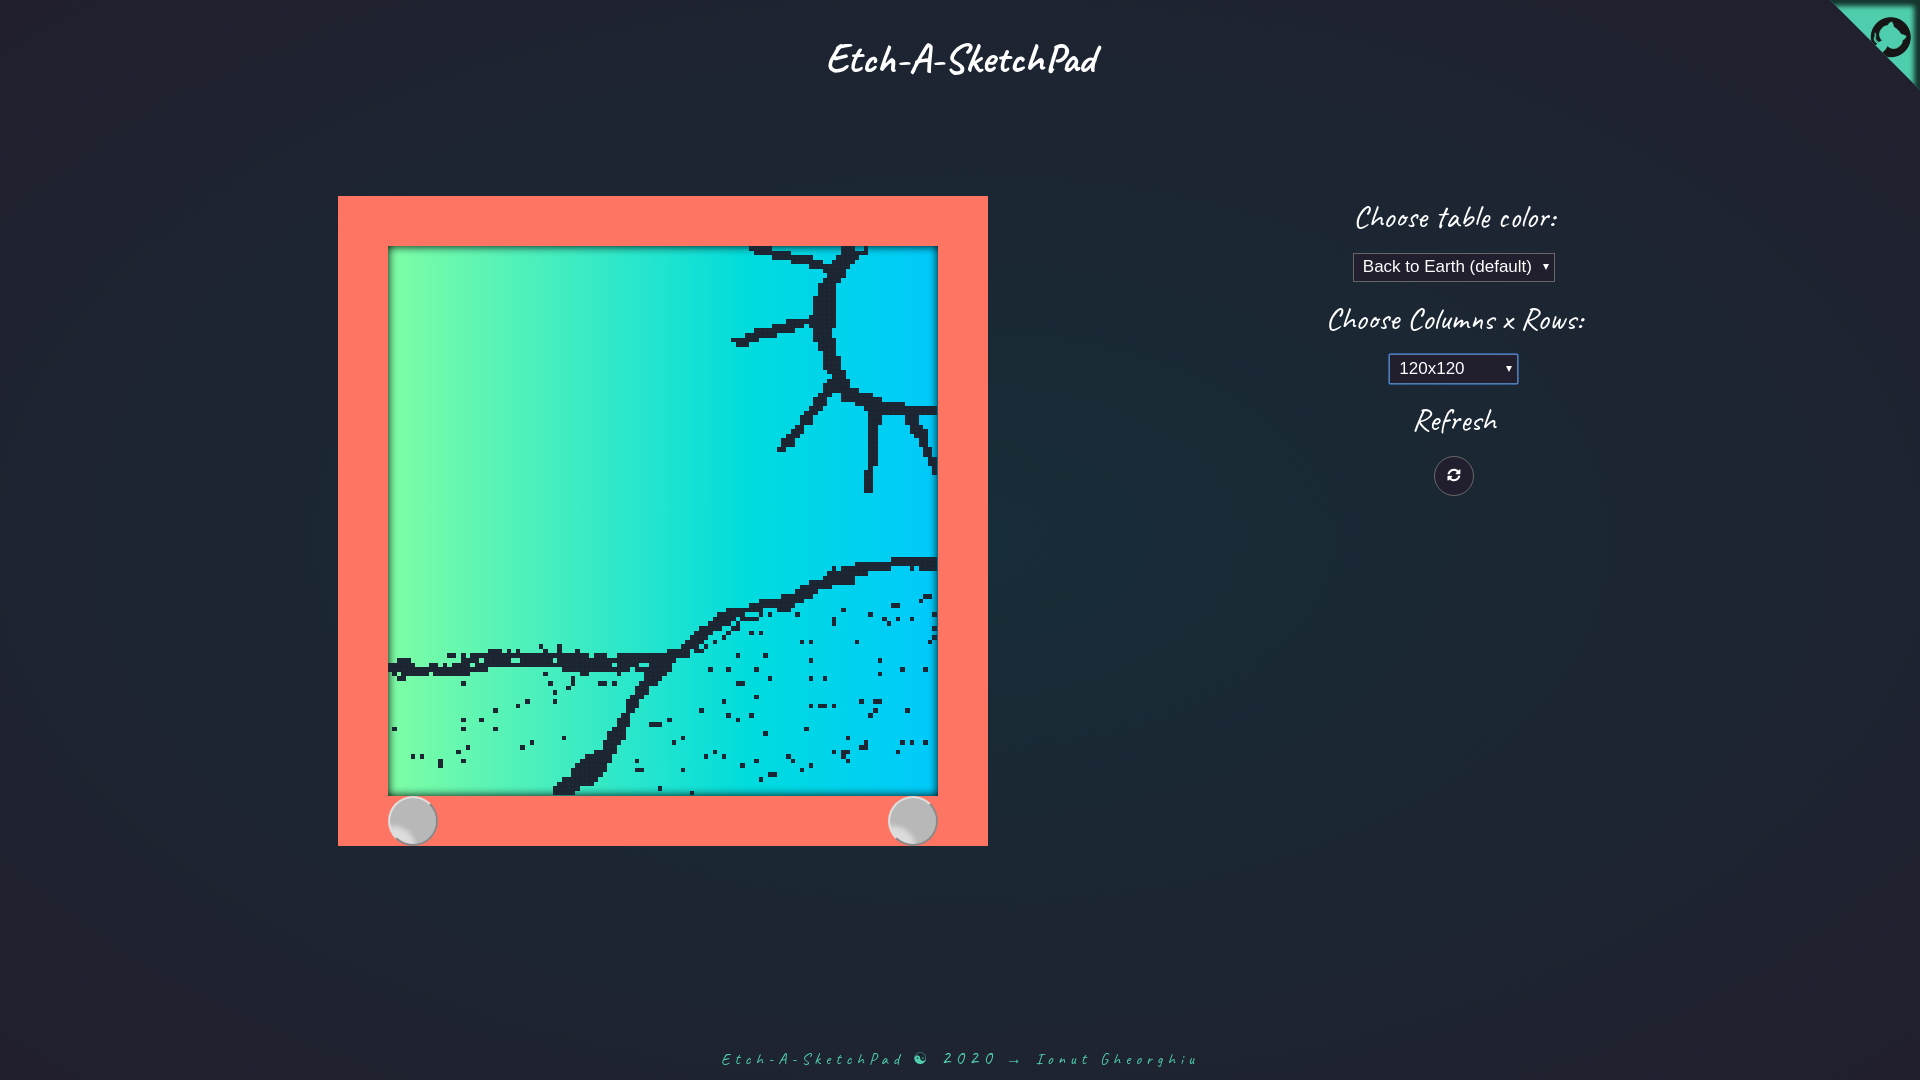 Etch-A-SketchPad
Choose table color:
Back to Earth (default)
Choose Columns x Rows:
120x120
Refresh
Etch-A-SketchPad ☯ 2020 → Ionut Gheorghiu